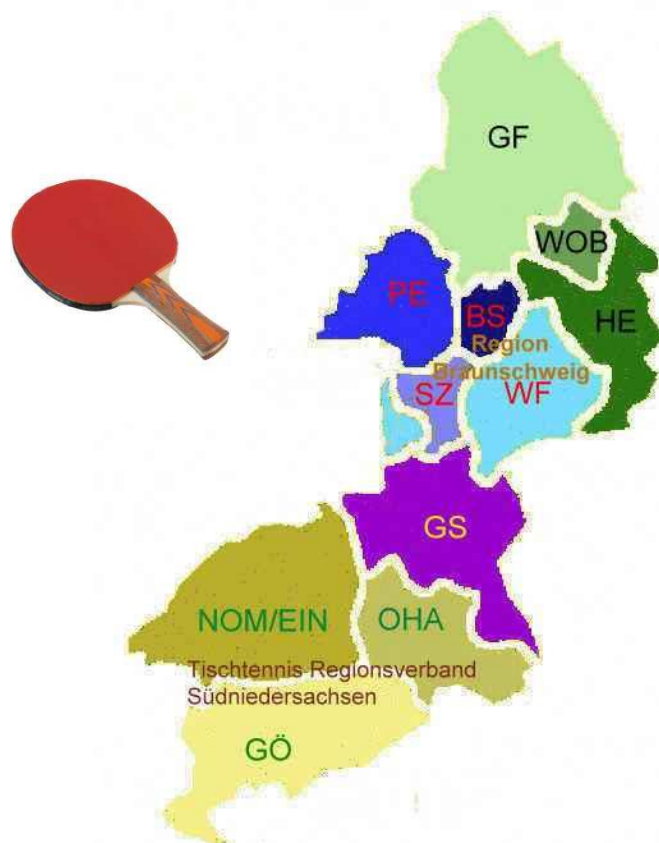 GF
WOB
PE
BS
HE
Region
Braunschweig
SZ
WF
GS
NOM/EIN
OHA
Tischtennis Regionsverband
Südniedersachsen
GÖ